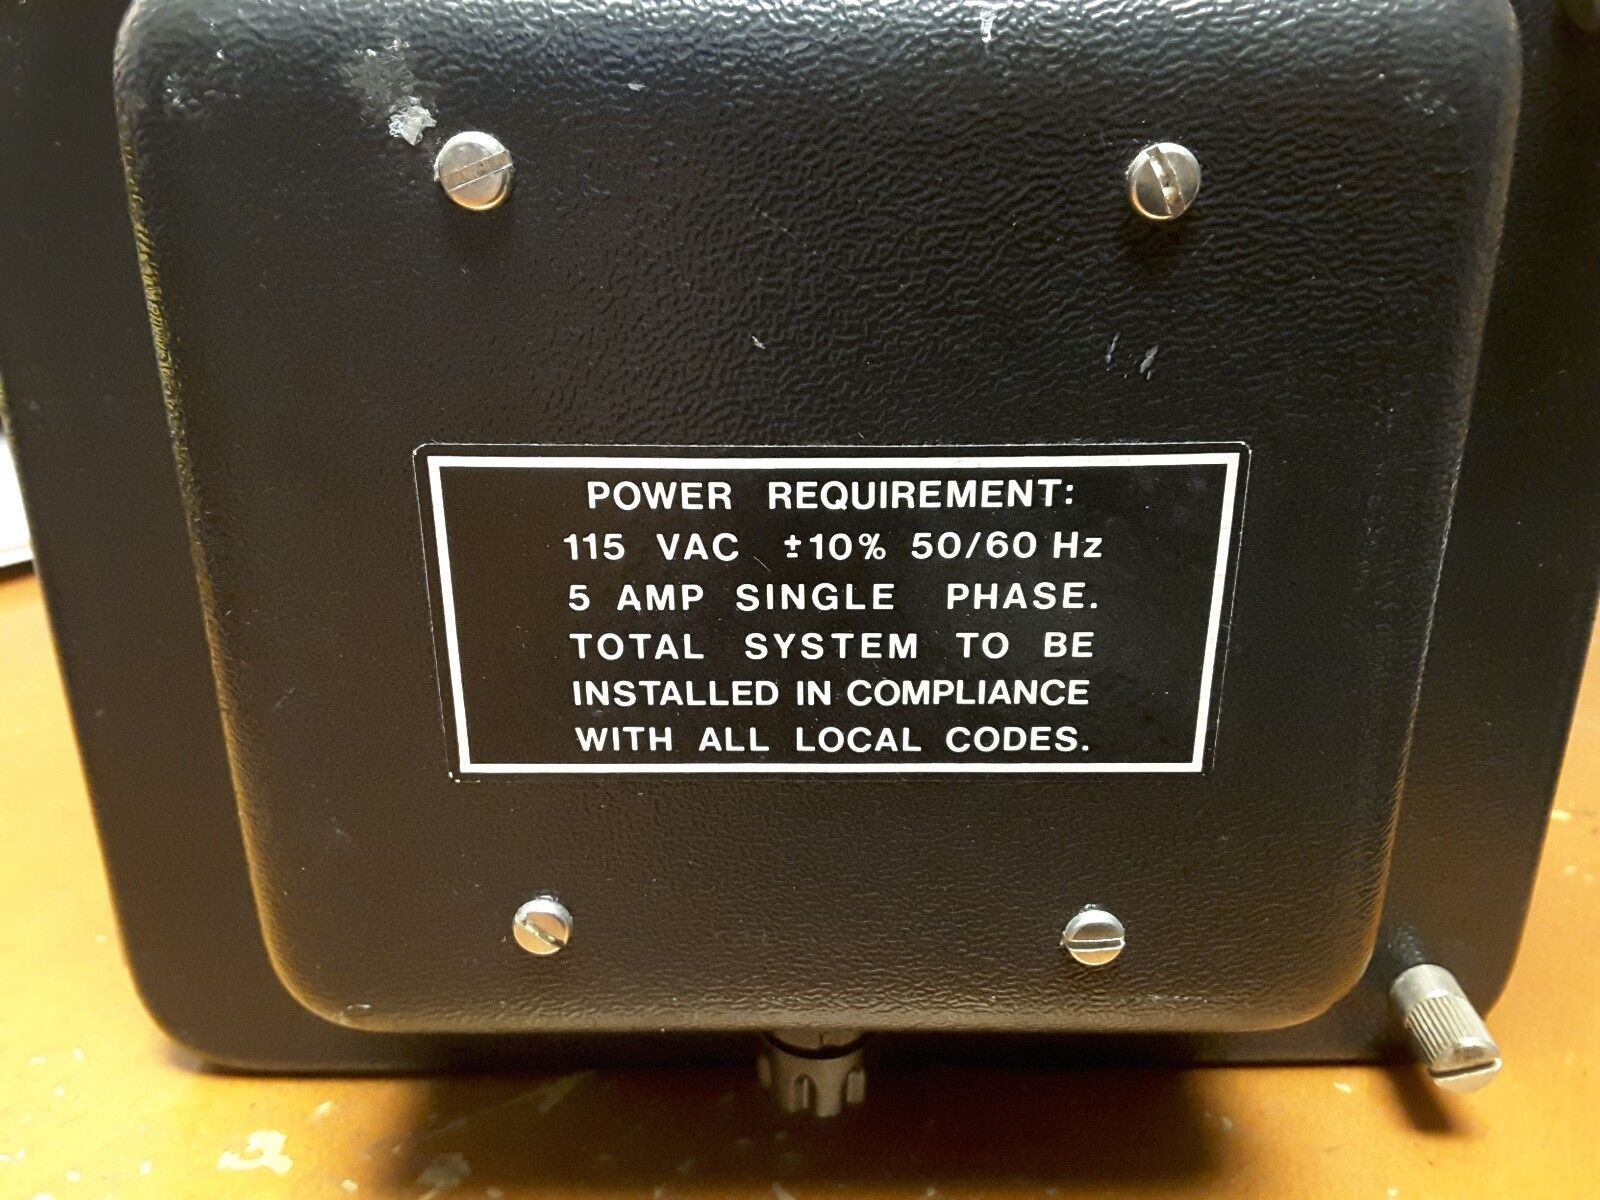 POWER REQUIREMENT:
115 VAC ±10% 50/60 Hz
5 AMP SINGLE PHASE.
TOTAL SYSTEM TO BE
INSTALLED IN COMPLIANCE
WITH ALL LOCAL CODES.